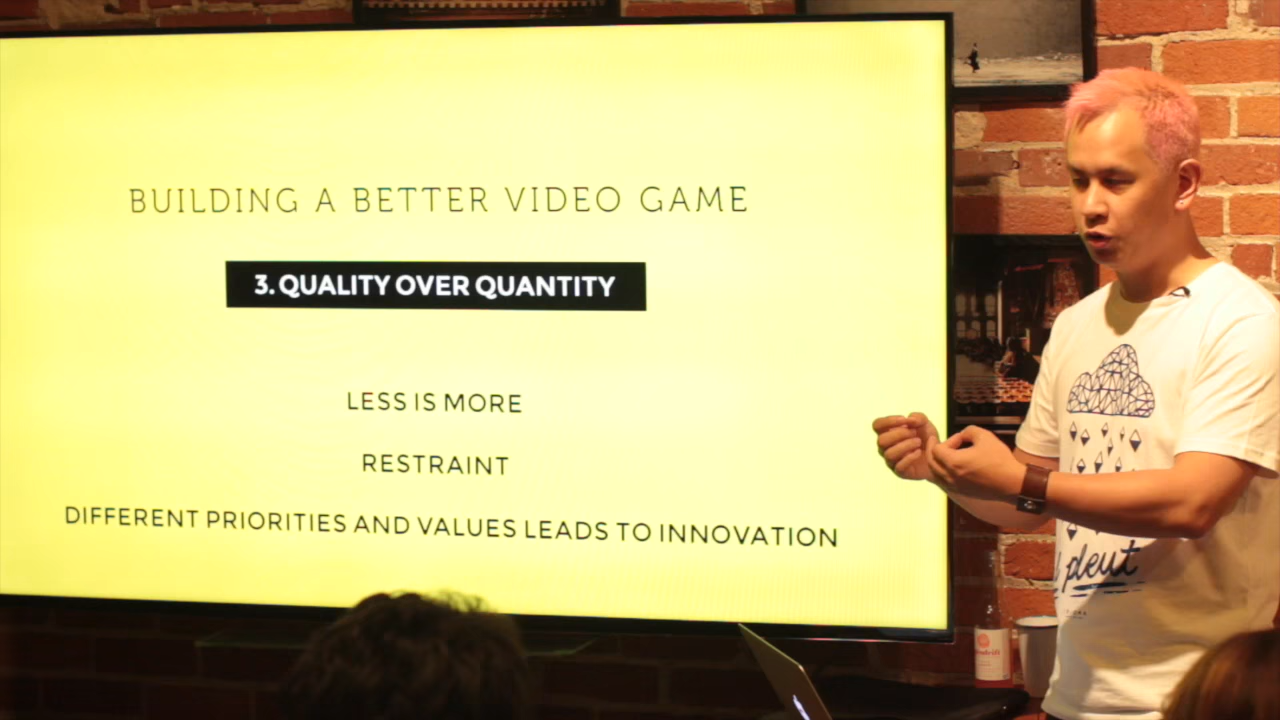 BUILDING A BETTER VIDEO GAME
3. QUALITY OVER QUANTITY
LESS IS MORE
RESTRAINT
DIFFERENT PRIORITIES AND VALUES LEADS TO INNOVATION
pleut